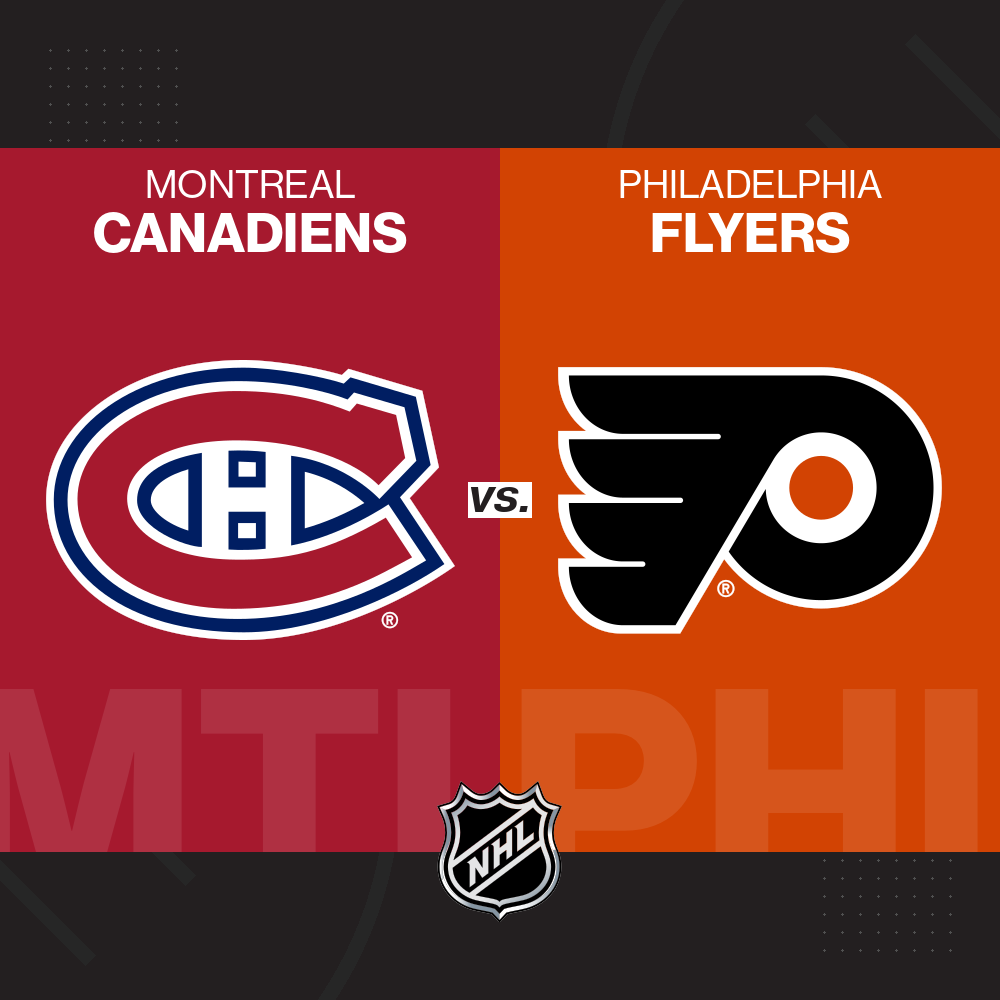 MONTREAL
CANADIENS
PHILADELPHIA
FLYERS
H
vs.
®
®
MTL
PHI
NHL